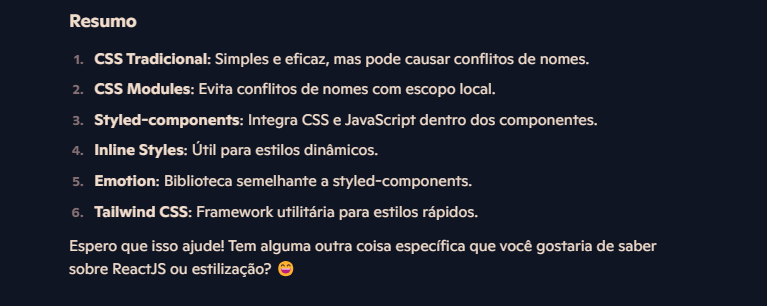 Resumo
1. CSS Tradicional: Simples e eficaz, mas pode causar conflitos de nomes.
2. CSS Modules: Evita conflitos de nomes com escopo local.
3. Styled-components: Integra CSS e JavaScript dentro dos componentes.
4. Inline Styles: Útil para estilos dinâmicos.
5. Emotion: Biblioteca semelhante a styled-components.
6. Tailwind CSS: Framework utilitária para estilos rápidos.
Espero que isso ajude! Tem alguma outra coisa específica que você gostaria de saber
sobre ReactJS ou estilização? 😄